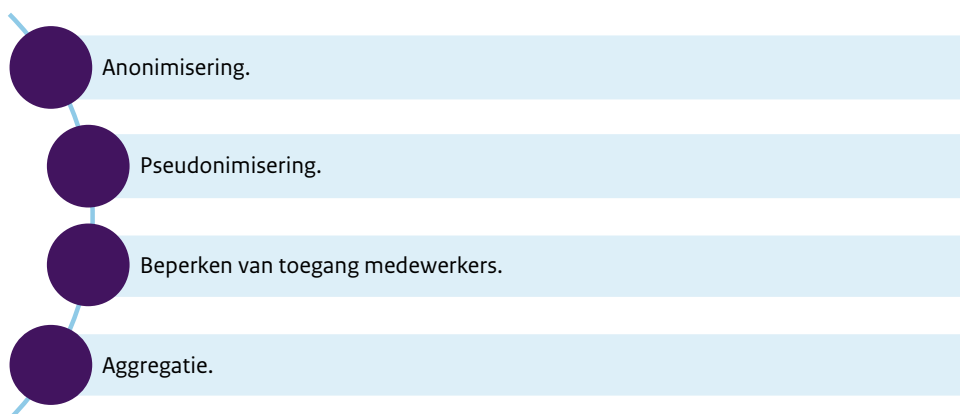 Anonimisering.
Pseudonimisering.
Beperken van toegang medewerkers.
Aggregatie.